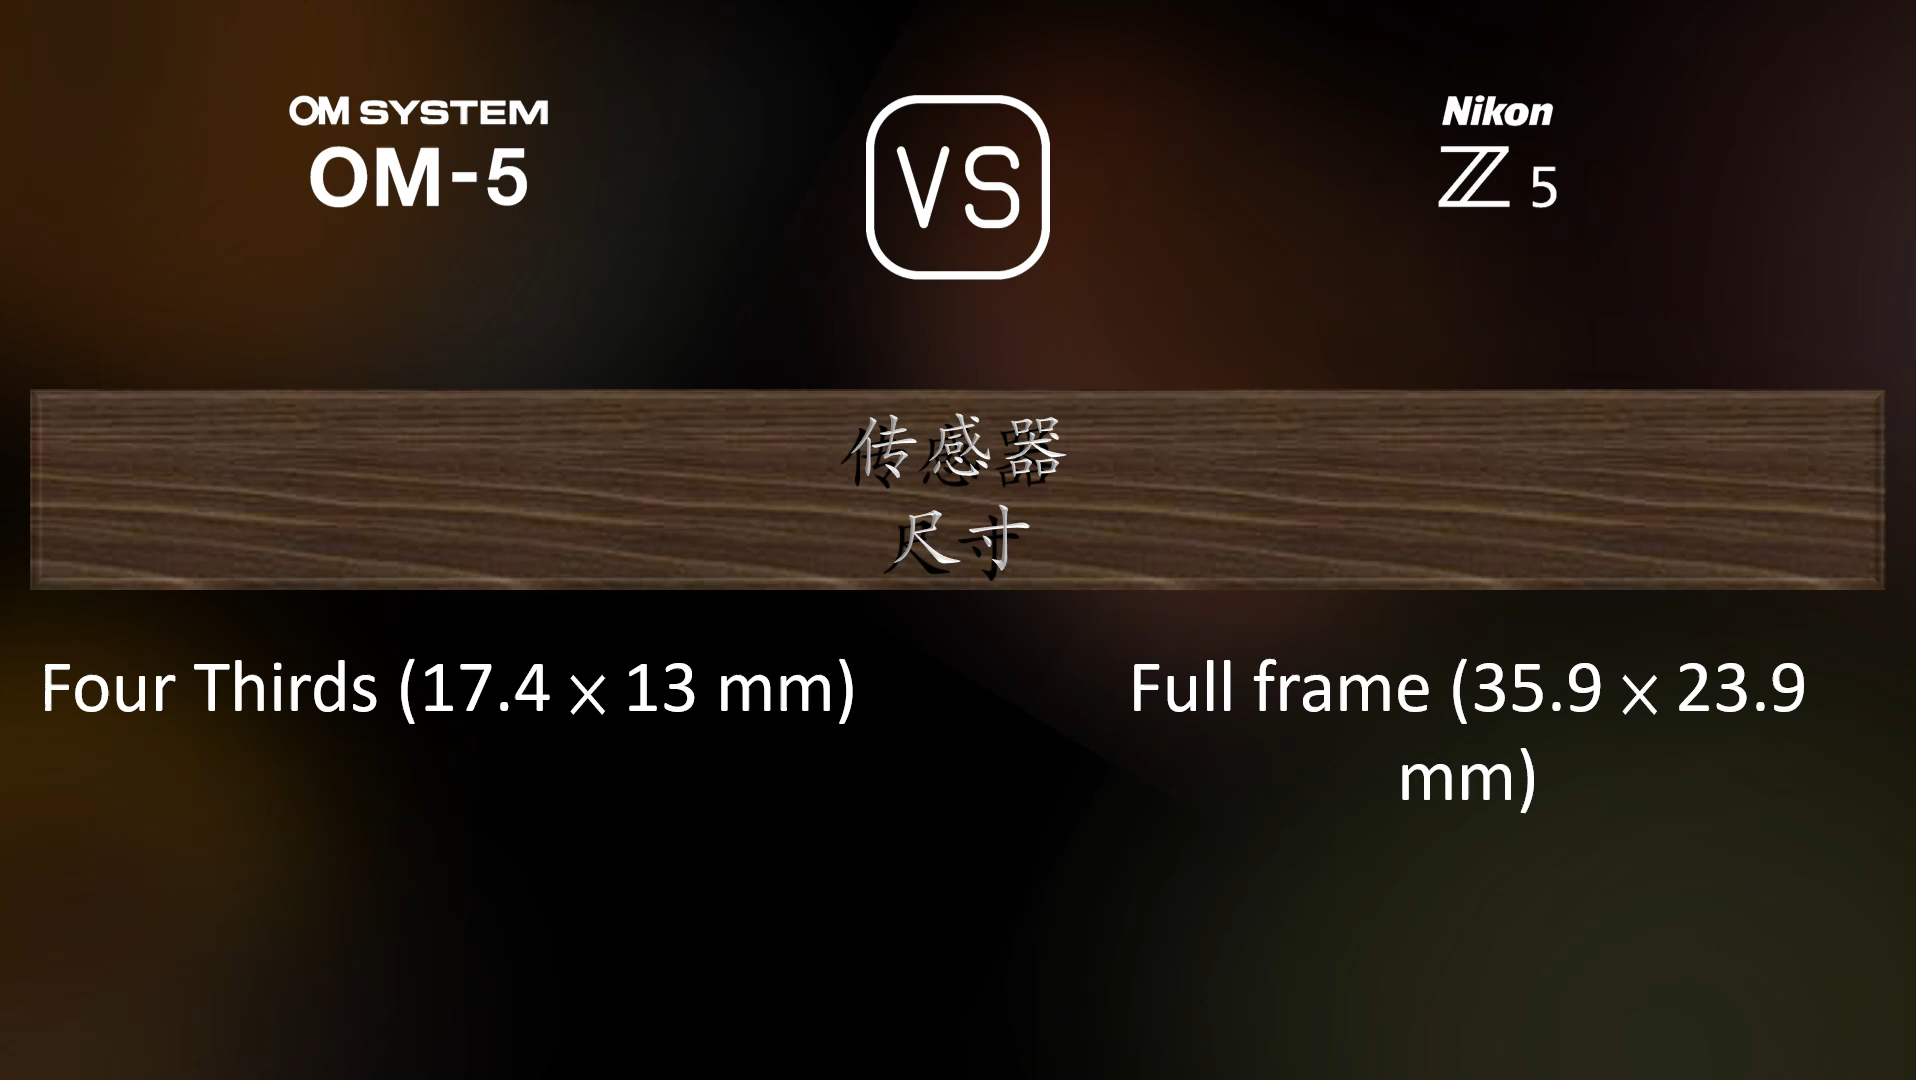 OM SYSTEM
OM-5
VS
Nikon
Z 5
传感器
尺寸
Four Thirds (17.4 x 13 mm)
Full frame (35.9 x 23.9
mm)